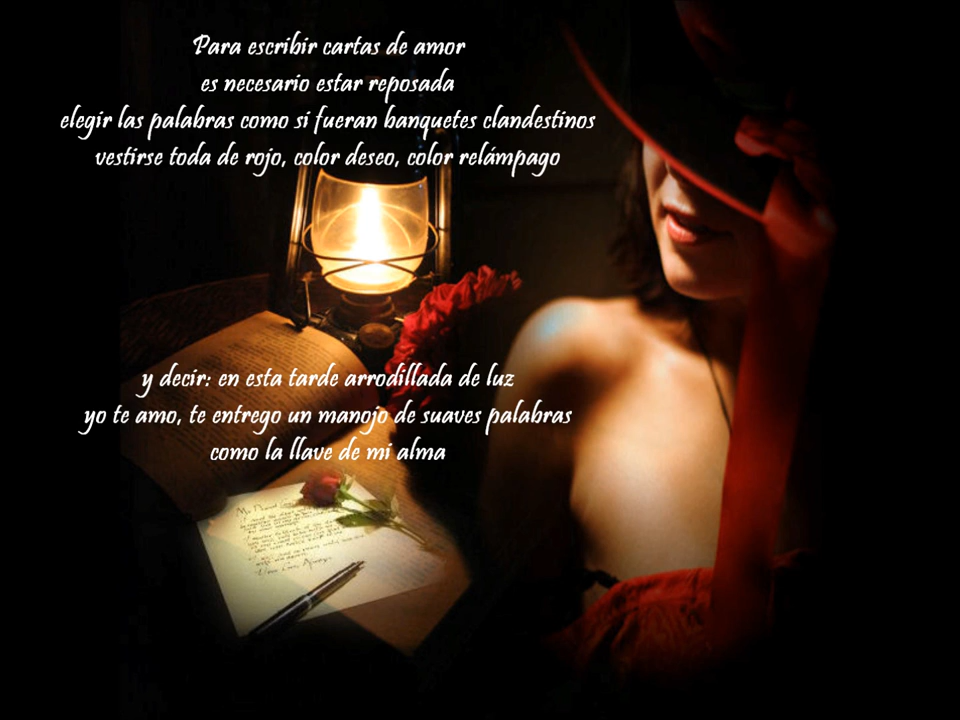 Para escribir cartas de amor
es necesario estar reposada
elegir las palabras como si fueran banquetes clandestinos
vestirse toda de rojo, color deseo, color relámpago
y decir: en esta tarde arrodillada de luz
yo te amo, te entrego un manojo de suaves palabras
como la llave de mi alma